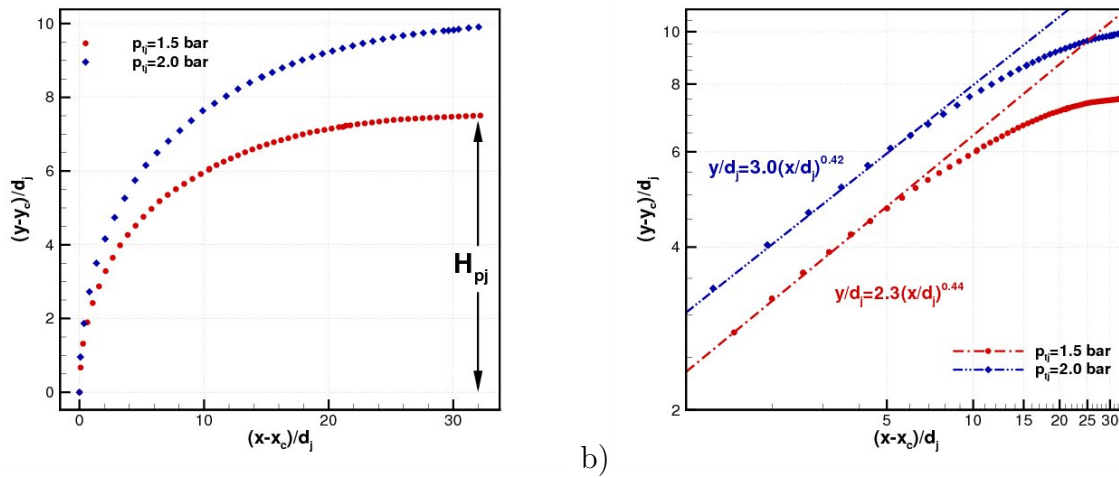 (y-y_c)/d_j
10
8
6
4
2
0
p_tj=1.5 bar
p_tj=2.0 bar
H_pj
0
10
20
30
(x-x_c)/d_j
b)
(y-y_c)/d_j
10
8
6
4
2
y/d_j=3.0(x/d_j)^0.42
y/d_j=2.3(x/d_j)^0.44
p_tj=1.5 bar
p_tj=2.0 bar
5
10
15
20
25
30
(x-x_c)/d_j